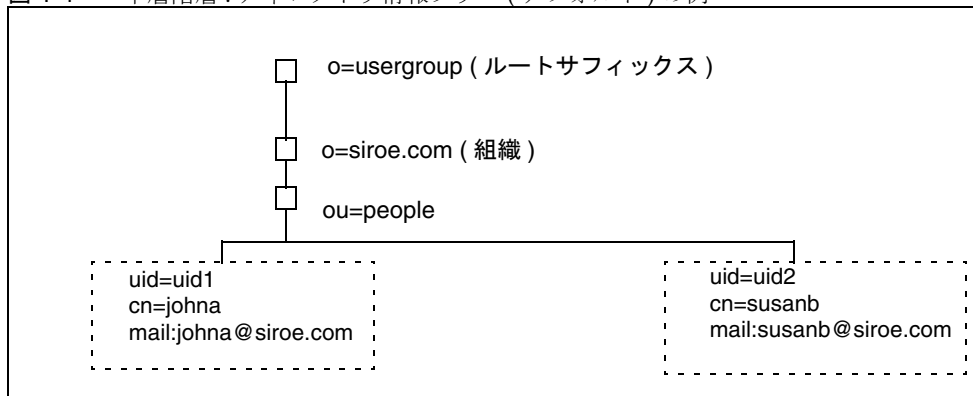 o=usergroup ( ルートサフィックス )
o=siroe.com ( 組織 )
ou=people
uid=uid1
cn=johna
mail:johna@siroe.com
uid=uid2
cn=susanb
mail:susanb@siroe.com